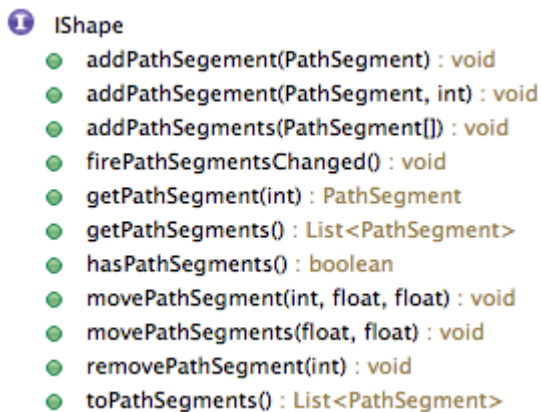 I IShape
addPathSegement(PathSegment) : void
addPathSegement(PathSegment, int) : void
addPathSegments(PathSegment[]) : void
firePathSegmentsChanged() : void
getPathSegment(int) : PathSegment
getPathSegments() : List<PathSegment>
hasPathSegments() : boolean
movePathSegment(int, float, float) : void
movePathSegments(float, float) : void
removePathSegment(int) : void
toPathSegments() : List<PathSegment>